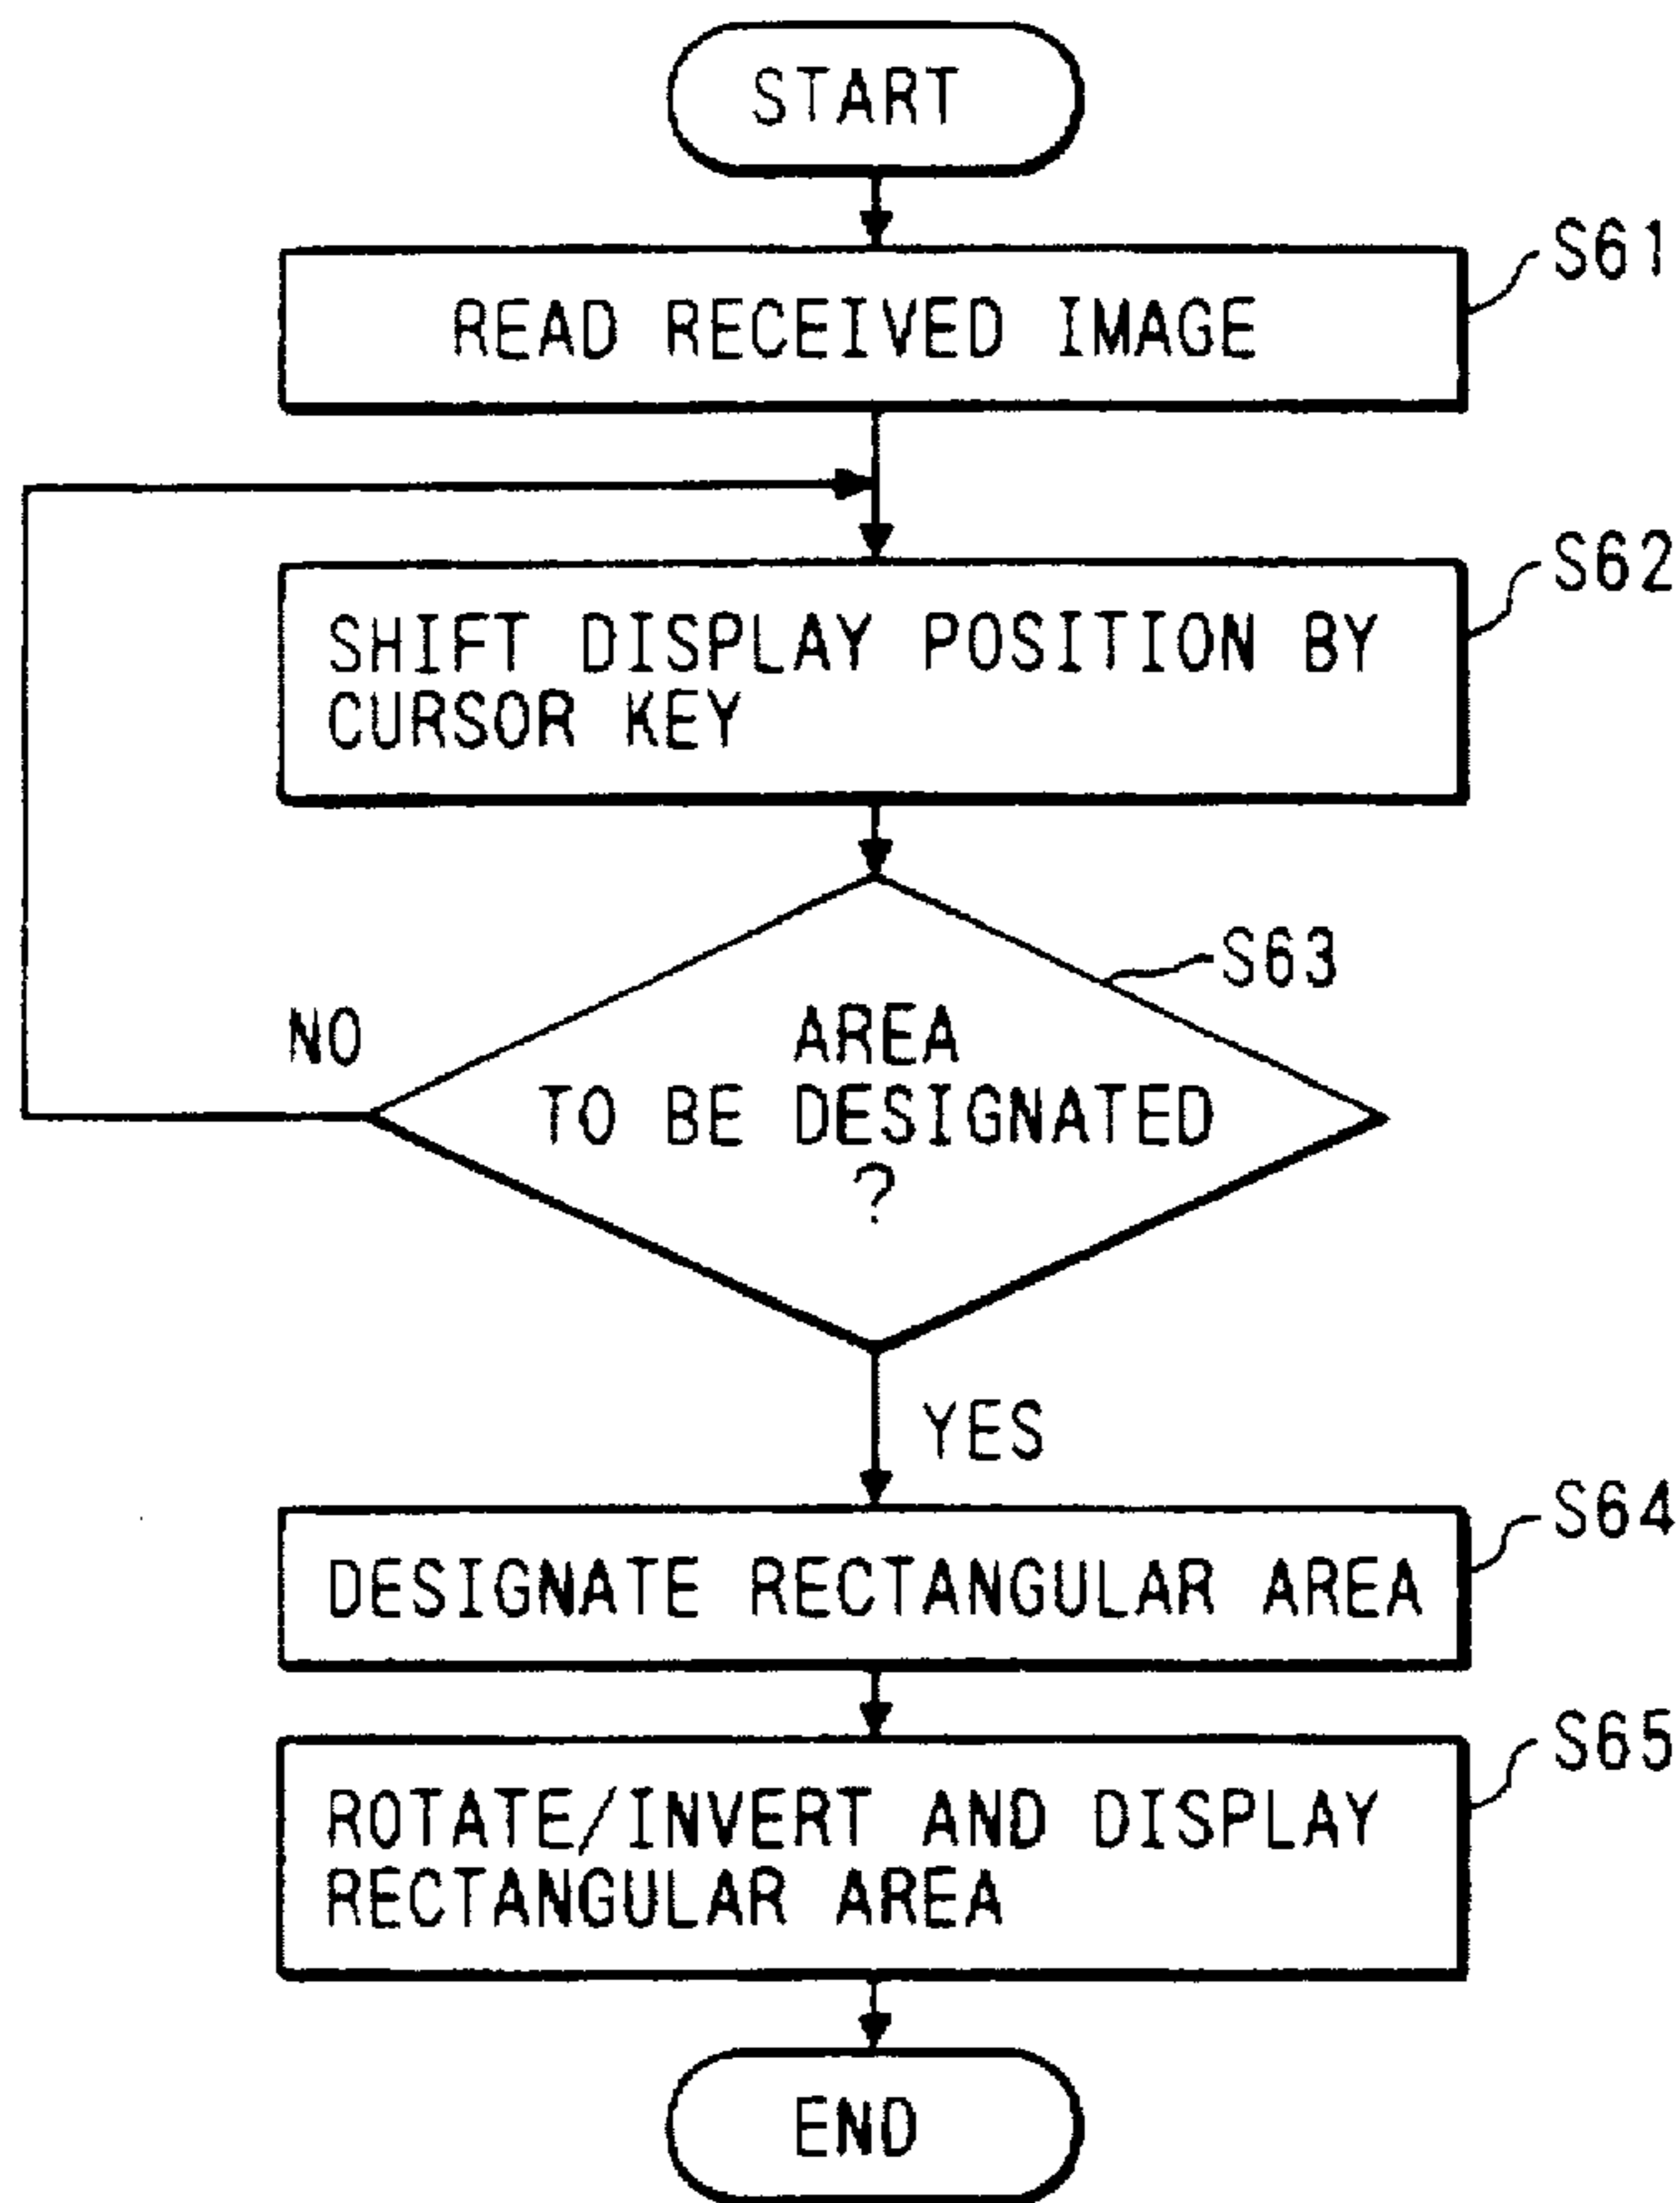 START
S61
READ RECEIVED IMAGE
S62
SHIFT DISPLAY POSITION BY
CURSOR KEY
S63
NO
AREA
TO BE DESIGNATED
?
YES
S64
DESIGNATE RECTANGULAR AREA
S65
ROTATE/INVERT AND DISPLAY
RECTANGULAR AREA
END